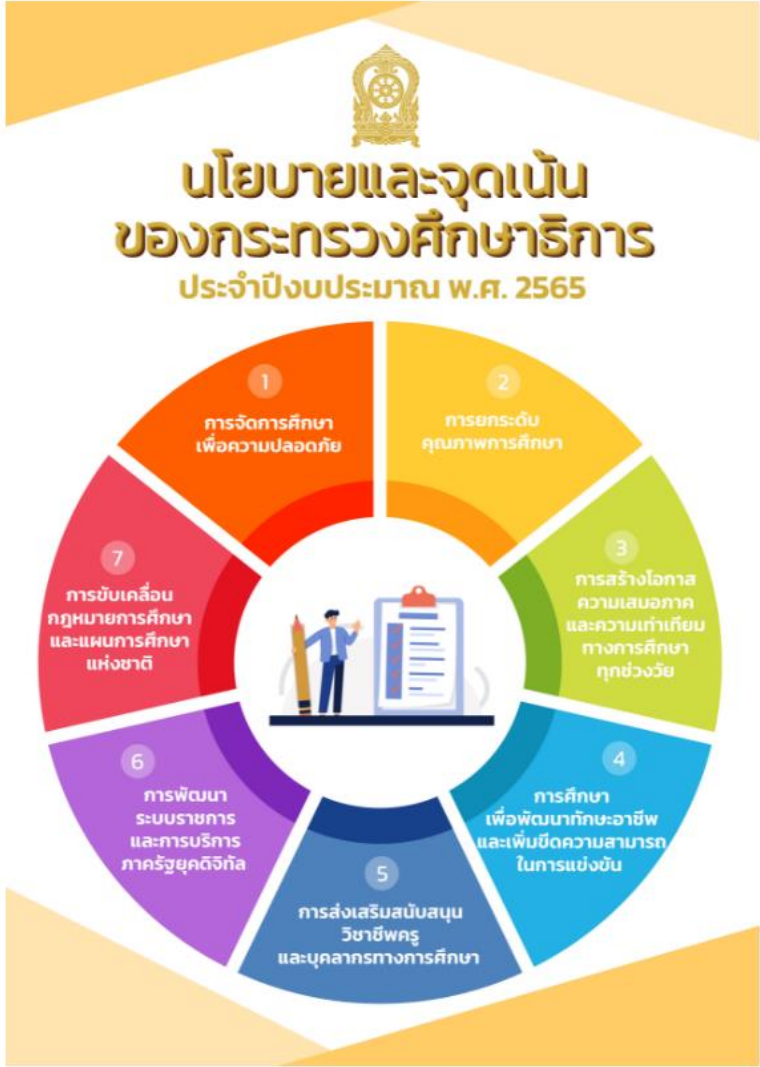 นโยบายและจุดเน้น
ของกระทรวงศึกษาธิการ
ประจำปีงบประมาณ พ.ศ. 2565
1
การจัดการศึกษา
เพื่อความปลอดภัย
2
การยกระดับ
คุณภาพการศึกษา
3
การสร้างโอกาส
ความเสมอภาค
และความเท่าเทียม
ทางการศึกษา
ทุกช่วงวัย
4
การศึกษา
เพื่อพัฒนาทักษะอาชีพ
และเพิ่มขีดความสามารถ
ในการแข่งขัน
5
การส่งเสริมสนับสนุน
วิชาชีพครู
และบุคลากรทางการศึกษา
6
การพัฒนา
ระบบราชการ
และการบริการ
ภาครัฐยุคดิจิทัล
7
การขับเคลื่อน
กฎหมายการศึกษา
และแผนการศึกษา
แห่งชาติ